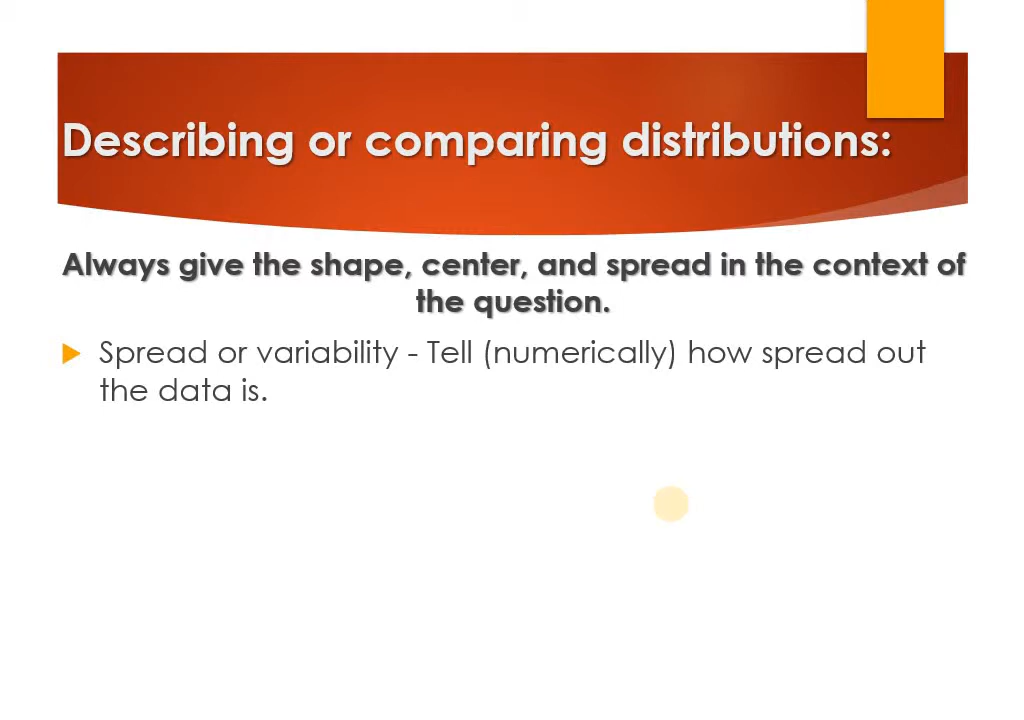 Describing or comparing distributions:
Always give the shape, center, and spread in the context of
the question.
Spread or variability - Tell (numerically) how spread out
the data is.